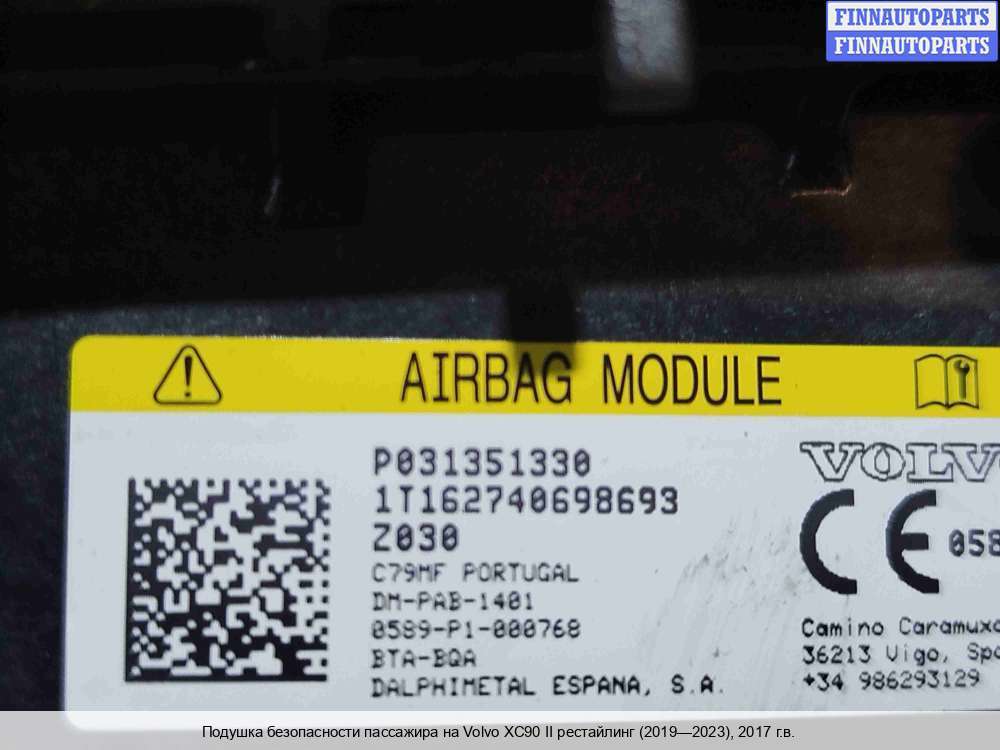 FINNAUTOPARTS
FINNAUTOPARTS
AIRBAG MODULE
P031351330
1T162740698693
Z030
C79MF PORTUGAL
DM-PAB-1401
0589-P1-000768
BTA-BQA
DALPHIMETAL ESPANA, S.A.
VOLV
CE 058
Camino Caramuxo
36213 Vigo, Spa
+34 986293129
Подушка безопасности пассажира на Volvo XC90 II рестайлинг (2019—2023), 2017 г.в.